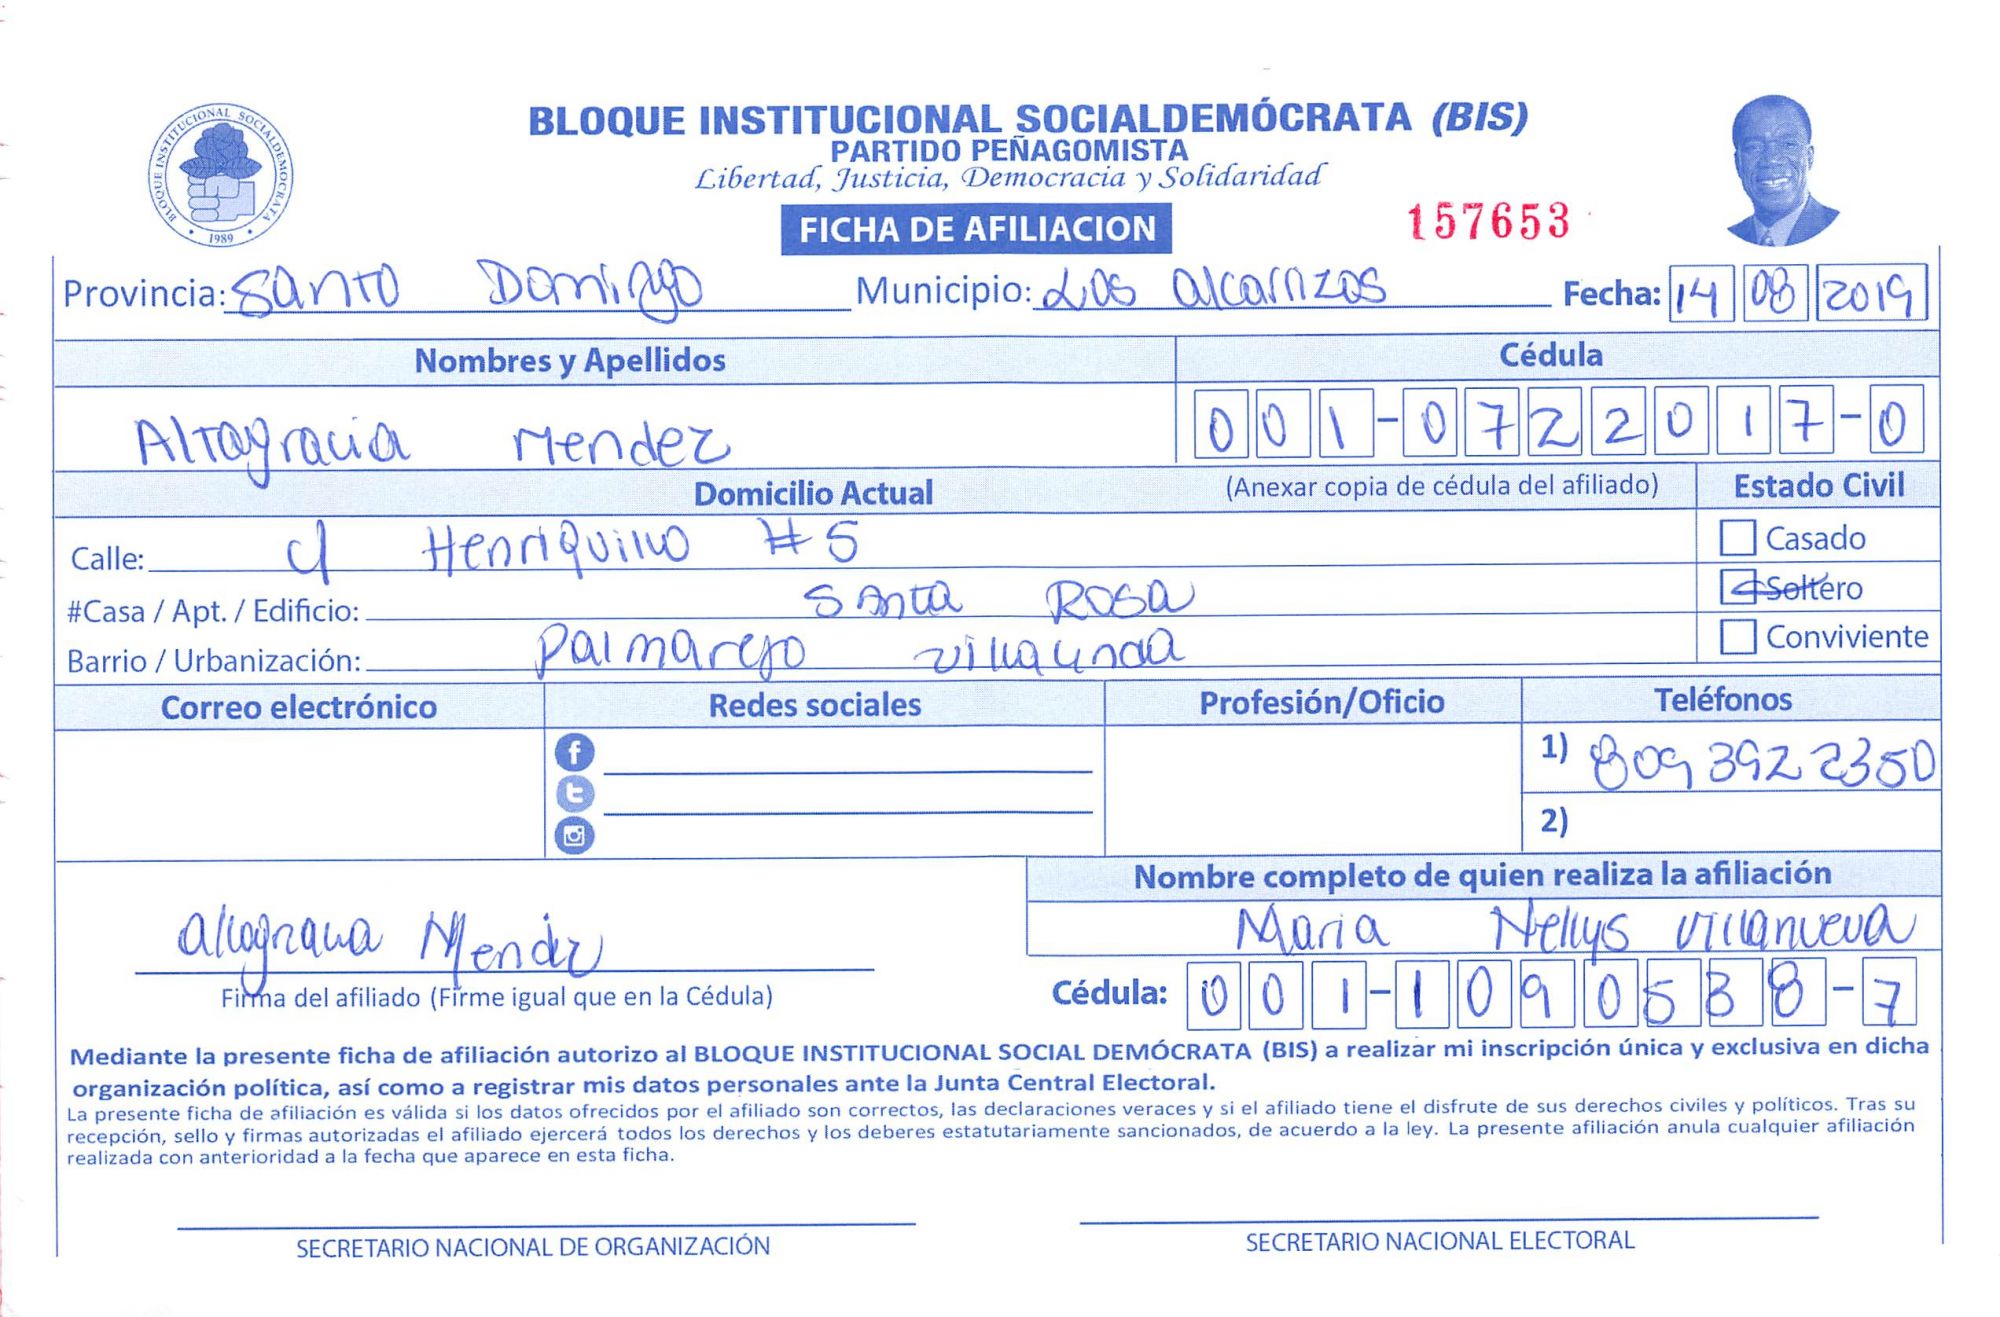 BLOQUE INSTITUCIONAL SOCIALDEMOCRATA
1989
BLOQUE INSTITUCIONAL SOCIALDEMÓCRATA (BIS)
PARTIDO PEÑAGOMISTA
Libertad, Justicia, Democracia y Solidaridad
FICHA DE AFILIACION
157653
Provincia: Santo Domingo Municipio: Los Alcarrizos Fecha: 14 08 2019
Nombres y Apellidos Cédula
Altagracia Mendez 001-0722017-0
Domicilio Actual (Anexar copia de cédula del afiliado) Estado Civil
Calle: c/ Henriquillo #5 Casado
#Casa / Apt. / Edificio: Santa Rosa Soltero
Barrio / Urbanización: Palmarejo Villalinda Conviviente
Correo electrónico Redes sociales Profesión/Oficio Teléfonos
1) 809 392 2350
2)
Nombre completo de quien realiza la afiliación
Altagracia Mendez Maria Nellys Villanueva
Firma del afiliado (Firme igual que en la Cédula) Cédula: 001-1090538-7
Mediante la presente ficha de afiliación autorizo al BLOQUE INSTITUCIONAL SOCIAL DEMÓCRATA (BIS) a realizar mi inscripción única y exclusiva en dicha
organización política, así como a registrar mis datos personales ante la Junta Central Electoral.
La presente ficha de afiliación es válida si los datos ofrecidos por el afiliado son correctos, las declaraciones veraces y si el afiliado tiene el disfrute de sus derechos civiles y políticos. Tras su
recepción, sello y firmas autorizadas el afiliado ejercerá todos los derechos y los deberes estatutariamente sancionados, de acuerdo a la ley. La presente afiliación anula cualquier afiliación
realizada con anterioridad a la fecha que aparece en esta ficha.
SECRETARIO NACIONAL DE ORGANIZACIÓN SECRETARIO NACIONAL ELECTORAL